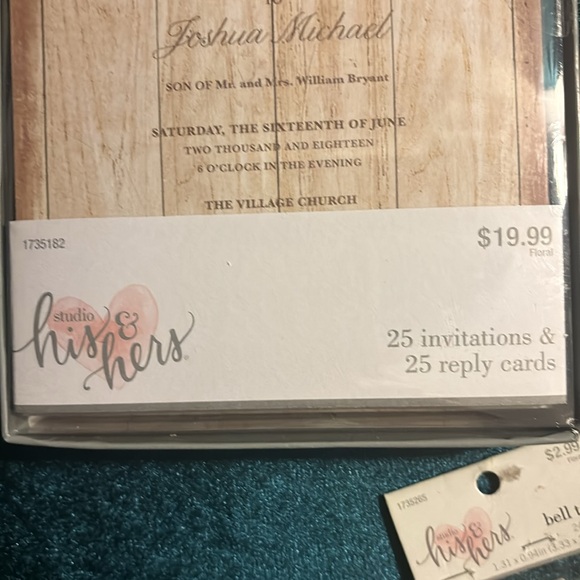 Joshua Michael
SON OF Mr. and Mrs. William Bryant
SATURDAY, THE SIXTEENTH OF JUNE
TWO THOUSAND AND EIGHTEEN
6 O'CLOCK IN THE EVENING
THE VILLAGE CHURCH
1735182
$19.99
Floral
studio
his &
hers
25 invitations &
25 reply cards
$2.99
1735265
studio
his &
hers
bell